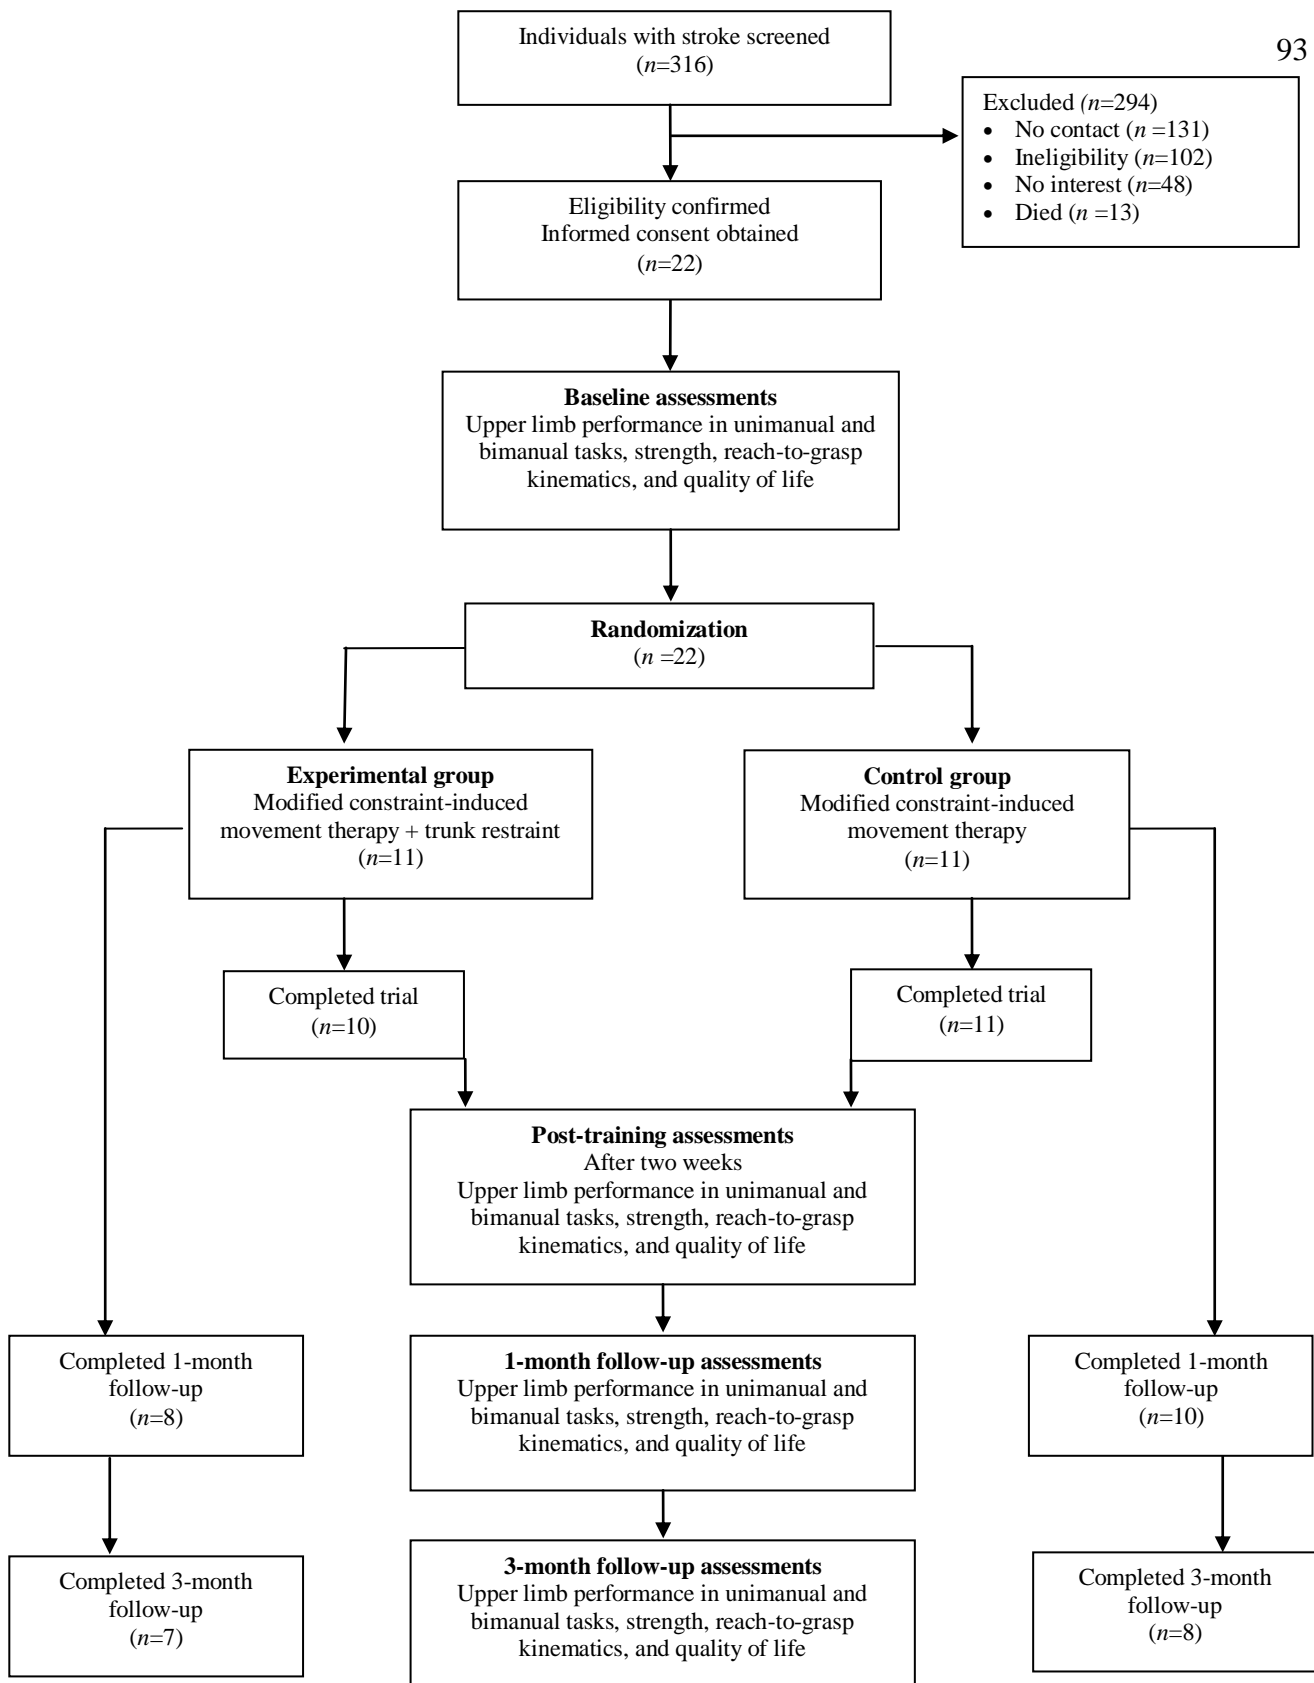 93
Individuals with stroke screened
(n=316)
Excluded (n=294)
• No contact (n =131)
• Ineligibility (n=102)
• No interest (n=48)
• Died (n =13)
Eligibility confirmed
Informed consent obtained
(n=22)
Baseline assessments
Upper limb performance in unimanual and
bimanual tasks, strength, reach-to-grasp
kinematics, and quality of life
Randomization
(n =22)
Experimental group
Modified constraint-induced
movement therapy + trunk restraint
(n=11)
Control group
Modified constraint-induced
movement therapy
(n=11)
Completed trial
(n=10)
Completed trial
(n=11)
Post-training assessments
After two weeks
Upper limb performance in unimanual and
bimanual tasks, strength, reach-to-grasp
kinematics, and quality of life
Completed 1-month
follow-up
(n=8)
1-month follow-up assessments
Upper limb performance in unimanual and
bimanual tasks, strength, reach-to-grasp
kinematics, and quality of life
Completed 1-month
follow-up
(n=10)
Completed 3-month
follow-up
(n=7)
3-month follow-up assessments
Upper limb performance in unimanual and
bimanual tasks, strength, reach-to-grasp
kinematics, and quality of life
Completed 3-month
follow-up
(n=8)